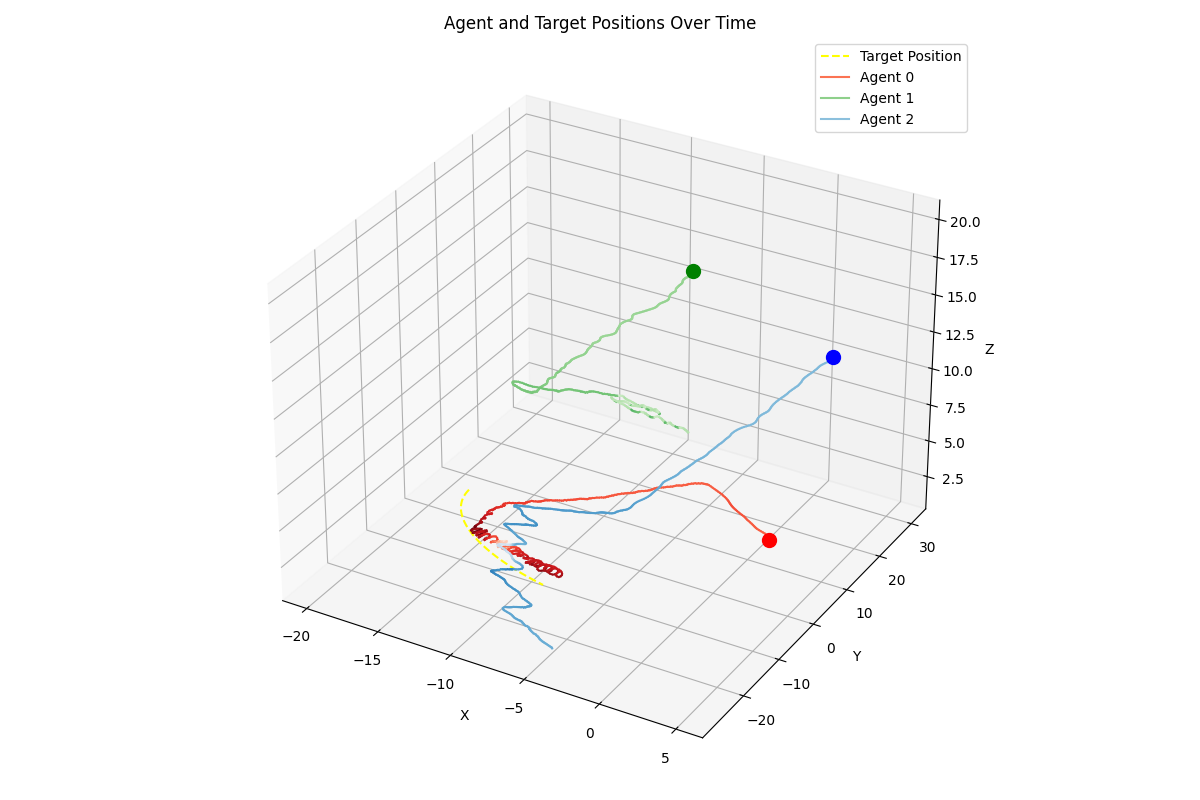 Agent and Target Positions Over Time
Target Position
Agent 0
Agent 1
Agent 2
20.0
17.5
15.0
12.5
10.0
7.5
5.0
2.5
Z
30
20
10
0
−10
−20
Y
−20
−15
−10
−5
0
5
X